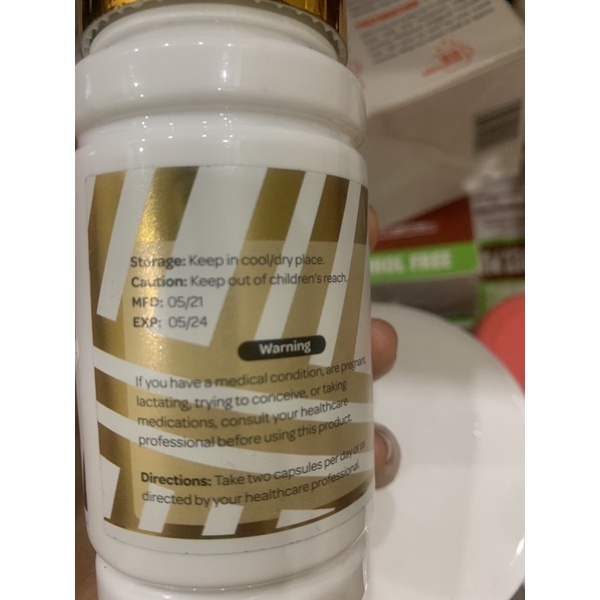 Storage: Keep in cool/dry place.
Caution: Keep out of children's reach.
MFD: 05/21
EXP: 05/24
Warning
If you have a medical condition, are pregnant,
lactating, trying to conceive, or taking
medications, consult your healthcare
professional before using this product.
Directions: Take two capsules per day or as
directed by your healthcare professional.
FREE